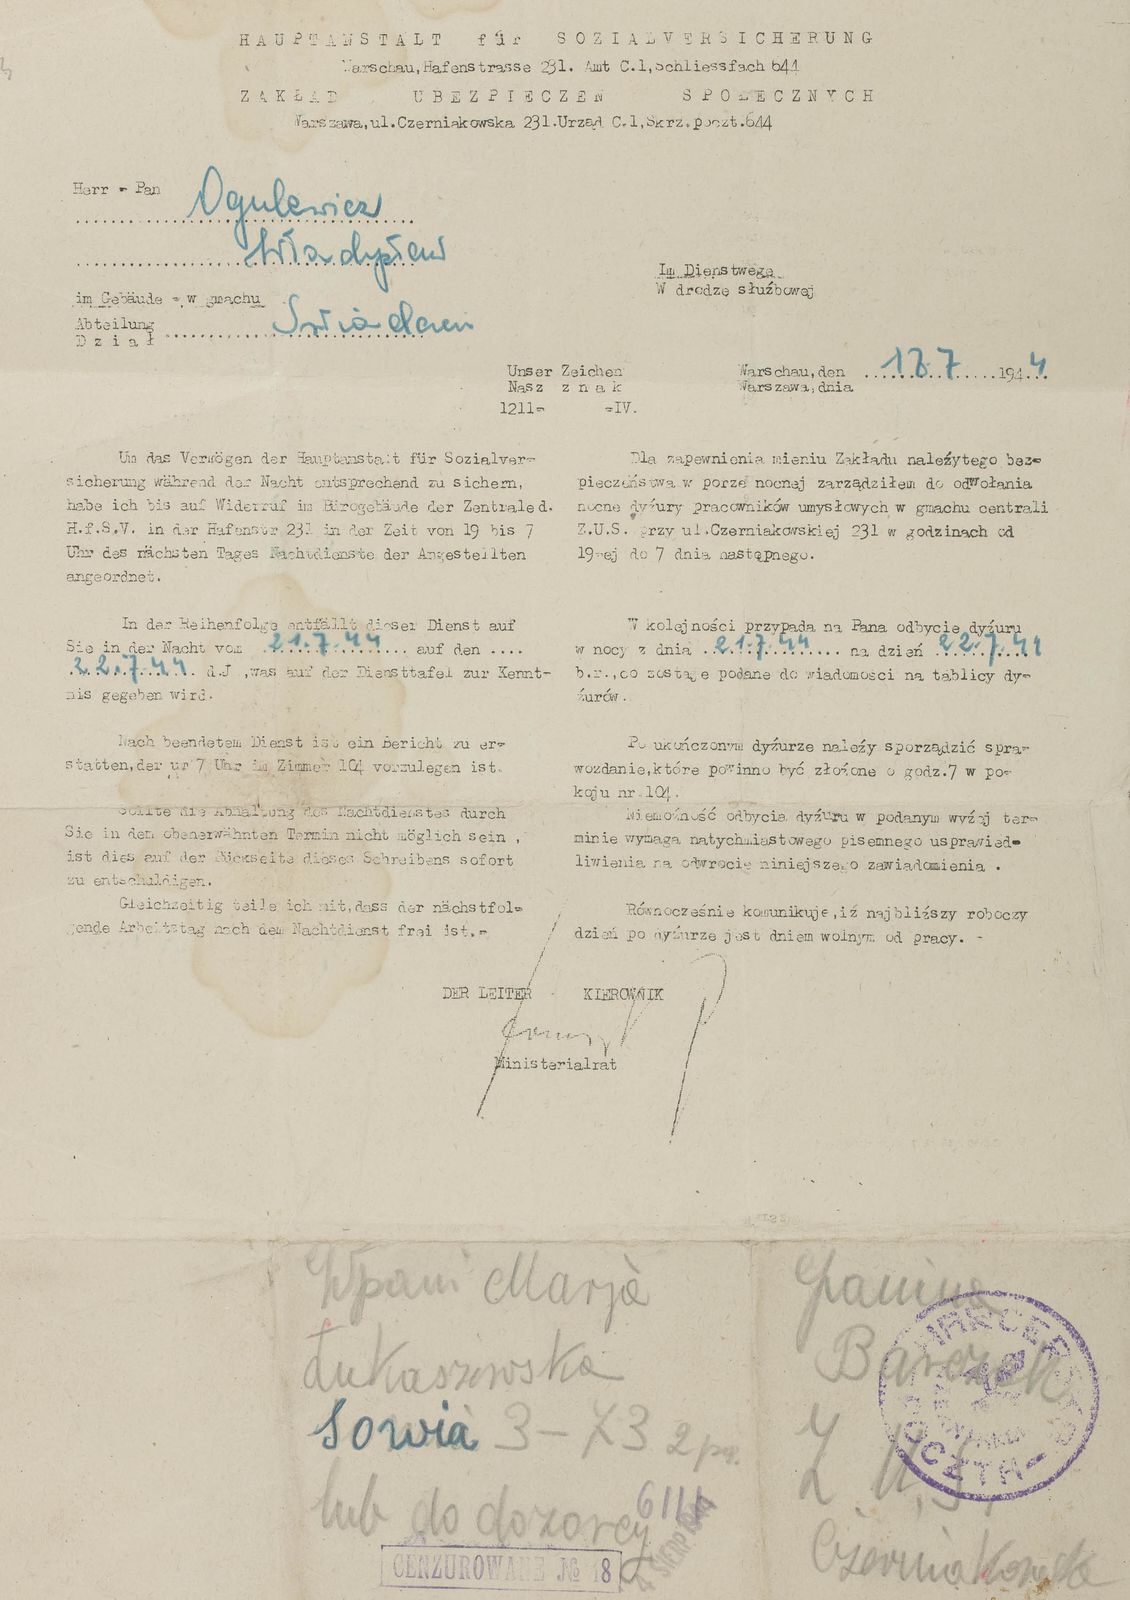 HAUPTANSTALT für SOZIALVERSICHERUNG
Warschau, Hafenstrasse 231. Amt C.1, Schliessfach 644
ZAKŁAD UBEZPIECZEŃ SPOŁECZNYCH
Warszawa, ul. Czerniakowska 231. Urząd C.1, Skrz. poczt. 644
Herr - Pan Ogulewicz
Władysław
im Gebäude - w gmachu
Abteilung
Dział
Im Dienstwege
W drodze służbowej
Unser Zeichen
Nasz znak
1211- -IV.
Warschau, den 18 7 1944
Warszawa, dnia
Um das Vermögen der Hauptanstalt für Sozialver-
sicherung während der Nacht entsprechend zu sichern,
habe ich bis auf Widerruf im Bürogebäude der Zentrale d.
H.f.S.V. in der Hafenstr 231 in der Zeit von 19 bis 7
Uhr des nächsten Tages Nachtdienste der Angestellten
angeordnet.
In der Reihenfolge entfällt dieser Dienst auf
Sie in der Nacht vom 21.7.44 auf den ....
22.7.44 d.J., was auf der Diensttafel zur Kennt-
nis gegeben wird.
Nach beendetem Dienst ist ein Bericht zu er-
statten, der um 7 Uhr im Zimmer 104 vorzulegen ist.
Sollte die Abhaltung des Nachtdienstes durch
Sie in dem obenerwähnten Termin nicht möglich sein,
ist dies auf der Rückseite dieses Schreibens sofort
zu entschuldigen.
Gleichzeitig teile ich mit, dass der nächstfol-
gende Arbeitstag nach dem Nachtdienst frei ist.-
Dla zapewnienia mieniu Zakładu należytego bez-
pieczeństwa w porze nocnej zarządziłem do odwołania
nocne dyżury pracowników umysłowych w gmachu centrali
Z.U.S. przy ul. Czerniakowskiej 231 w godzinach od
19-ej do 7 dnia następnego.
W kolejności przypada na Pana odbycie dyżuru
w nocy z dnia 21.7.44 na dzień 22.7.44
b.r., co zostaje podane do wiadomości na tablicy dy-
żurów.
Po ukończonym dyżurze należy sporządzić spra-
wozdanie, które powinno być złożone o godz. 7 w po-
koju nr. 104.
Niemożność odbycia dyżuru w podanym wyżej ter-
minie wymaga natychmiastowego pisemnego usprawied-
liwienia na odwrocie niniejszego zawiadomienia.
Równocześnie komunikuję, iż najbliższy roboczy
dzień po dyżurze jest dniem wolnym od pracy. -
DER LEITER KIEROWNIK
Ministerialrat
Wpani Marja
Łukaszewska
Sowia 3 - 73
lub do dozorcy
Janina
Barczak
Z.U.S.
Czerniakowska
HARCERSKA
POCZTA
CENZUROWANE № 18
SIERP 1944